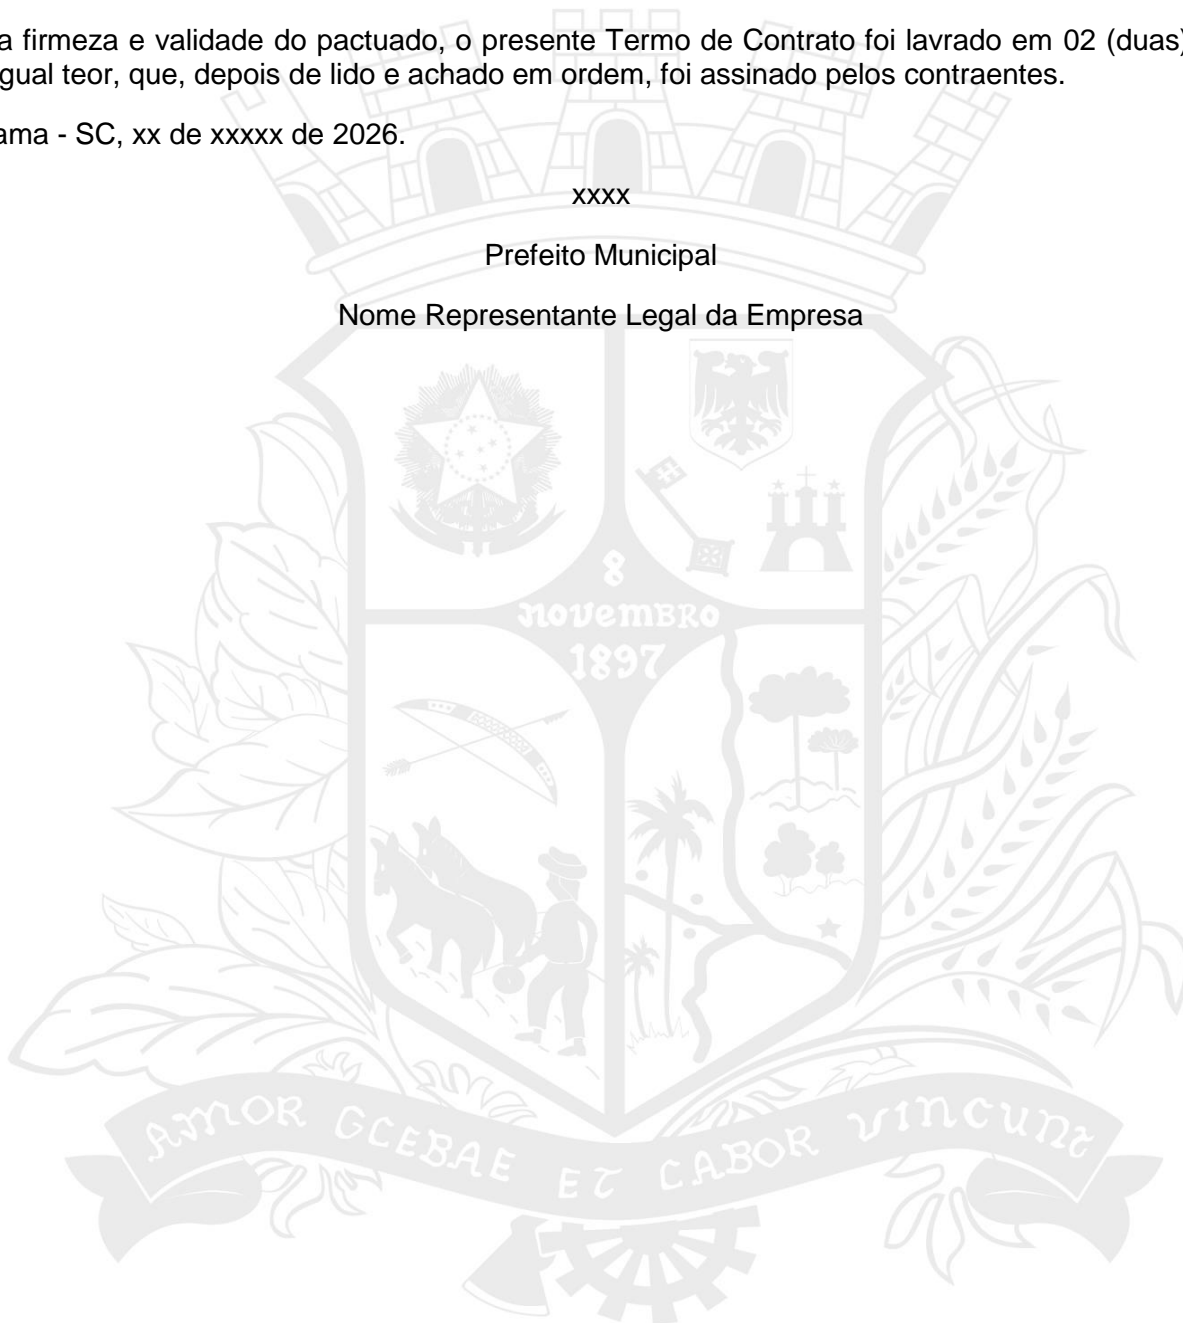 a firmeza e validade do pactuado, o presente Termo de Contrato foi lavrado em 02 (duas)
gual teor, que, depois de lido e achado em ordem, foi assinado pelos contraentes.
ama - SC, xx de xxxxx de 2026.
xxxx
Prefeito Municipal
Nome Representante Legal da Empresa
8
NOVEMBRO
1897
AMOR GLEBAE ET LABOR VINCUNT